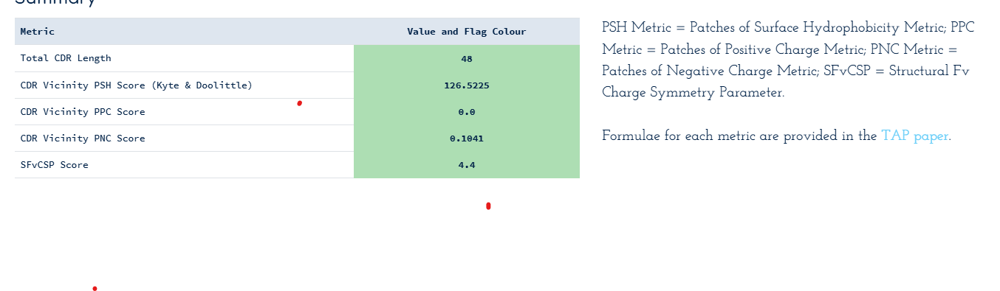 Summary
Metric Value and Flag Colour
Total CDR Length 48
CDR Vicinity PSH Score (Kyte & Doolittle) 126.5225
CDR Vicinity PPC Score 0.0
CDR Vicinity PNC Score 0.1041
SFvCSP Score 4.4
PSH Metric = Patches of Surface Hydrophobicity Metric; PPC
Metric = Patches of Positive Charge Metric; PNC Metric =
Patches of Negative Charge Metric; SFvCSP = Structural Fv
Charge Symmetry Parameter.
Formulae for each metric are provided in the TAP paper.